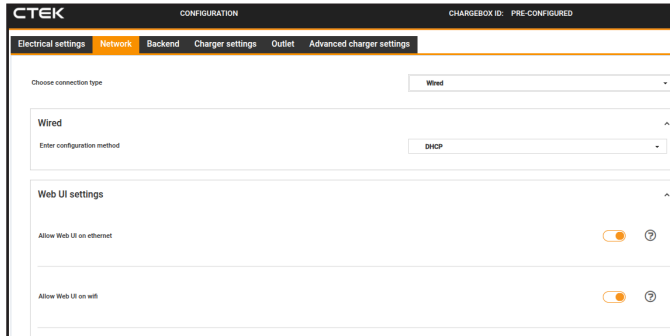 CTEK CONFIGURATION CHARGEBOX ID: PRE-CONFIGURED
Electrical settings Network Backend Charger settings Outlet Advanced charger settings
Choose connection type Wired
Wired
Enter configuration method DHCP
Web UI settings
Allow Web UI on ethernet ?
Allow Web UI on wifi ?